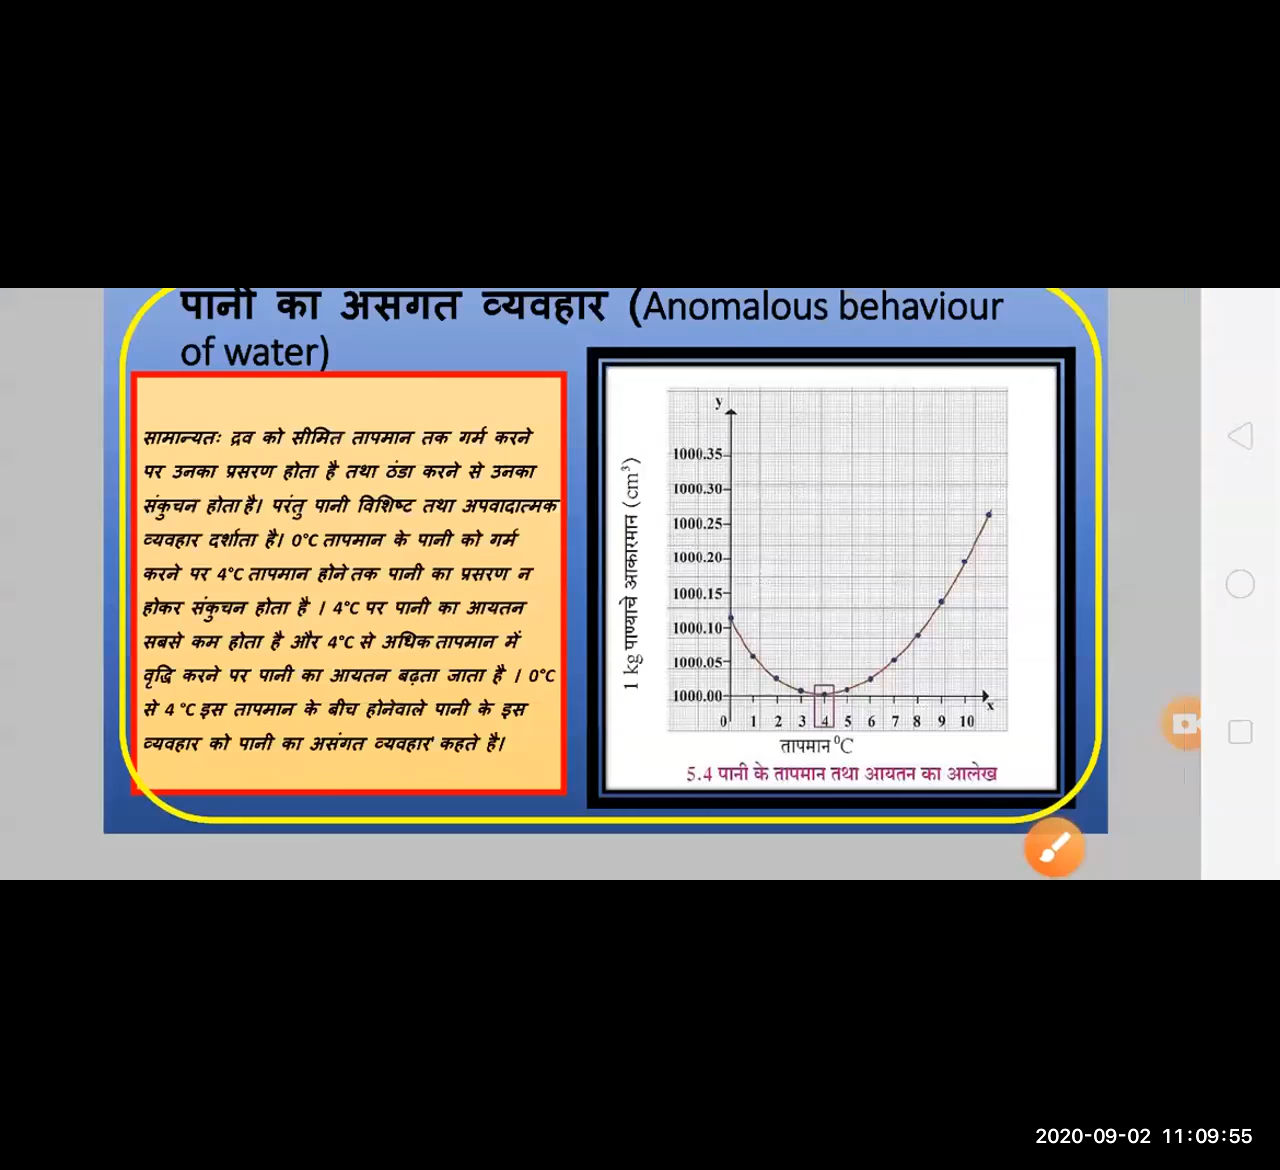 पानी का असगत व्यवहार (Anomalous behaviour
of water)
सामान्यतः द्रव को सीमित तापमान तक गर्म करने
पर उनका प्रसरण होता है तथा ठंडा करने से उनका
संकुचन होता है। परंतु पानी विशिष्ट तथा अपवादात्मक
व्यवहार दर्शाता है। 0°C तापमान के पानी को गर्म
करने पर 4°C तापमान होने तक पानी का प्रसरण न
होकर संकुचन होता है । 4°C पर पानी का आयतन
सबसे कम होता है और 4°C से अधिक तापमान में
वृद्धि करने पर पानी का आयतन बढ़ता जाता है । 0°C
से 4 °C इस तापमान के बीच होनेवाले पानी के इस
व्यवहार को पानी का असंगत व्यवहार' कहते है।
1 kg पाण्याचे आकारमान (cm³)
y
1000.35
1000.30
1000.25
1000.20
1000.15
1000.10
1000.05
1000.00
x
0 1 2 3 4 5 6 7 8 9 10
तापमान ⁰C
5.4 पानी के तापमान तथा आयतन का आलेख
2020-09-02 11:09:55